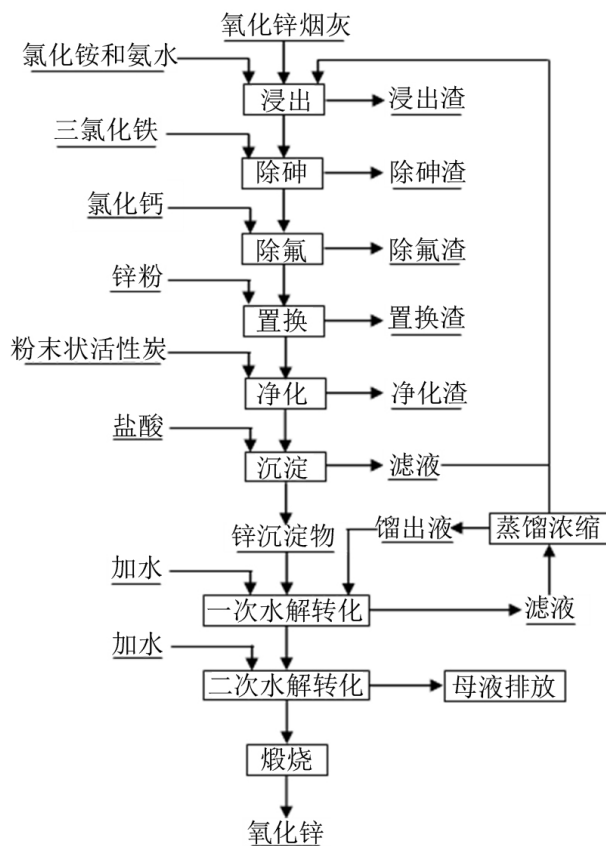 氧化锌烟灰
氯化铵和氨水
浸出
浸出渣
三氯化铁
除砷
除砷渣
氯化钙
除氟
除氟渣
锌粉
置换
置换渣
粉末状活性炭
净化
净化渣
盐酸
沉淀
滤液
锌沉淀物
馏出液
蒸馏浓缩
加水
一次水解转化
滤液
加水
二次水解转化
母液排放
煅烧
氧化锌